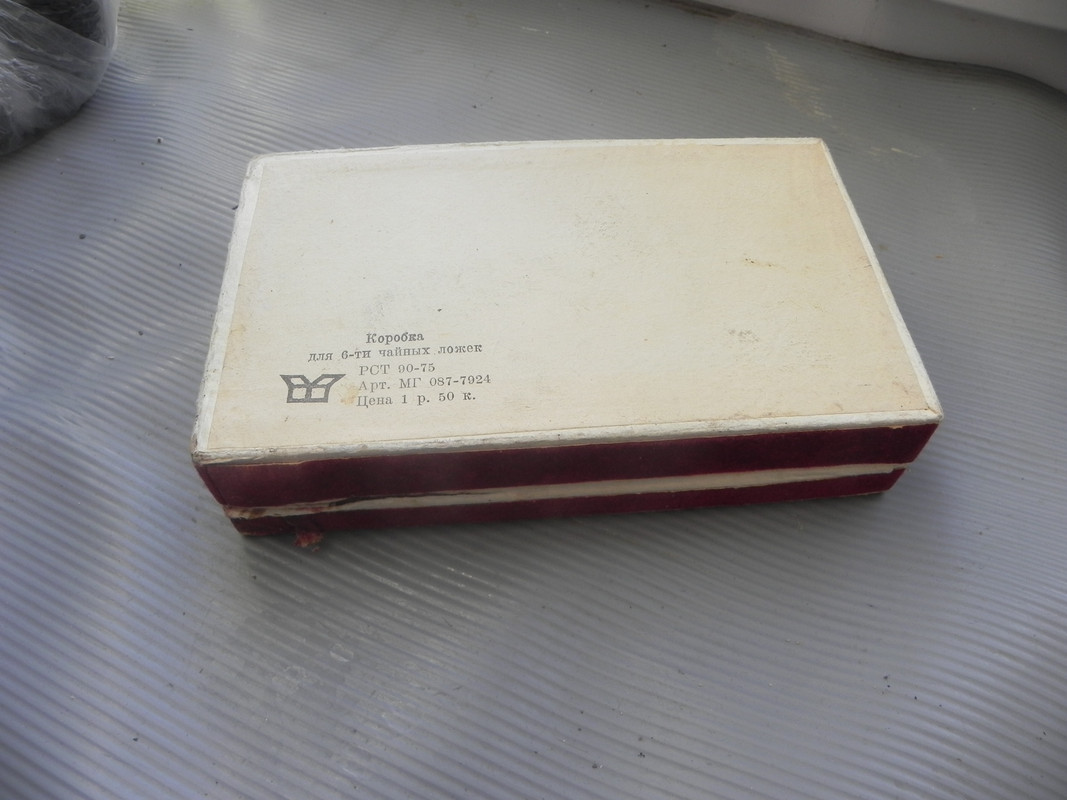 Коробка
для 6-ти чайных ложек
РСТ 90-75
Арт. МГ 087-7924
Цена 1 р. 50 к.